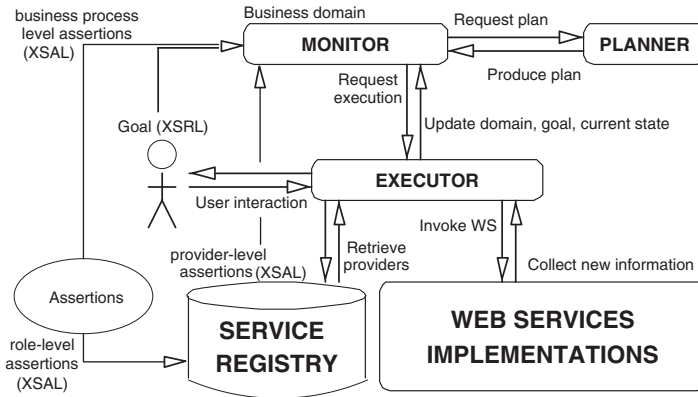 business process
level assertions
(XSAL)
Business domain
MONITOR
Request plan
PLANNER
Produce plan
Request
execution
Update domain, goal, current state
Goal (XSRL)
EXECUTOR
User interaction
Invoke WS
provider-level
assertions (XSAL)
Retrieve
providers
Collect new information
Assertions
SERVICE
REGISTRY
WEB SERVICES
IMPLEMENTATIONS
role-level
assertions
(XSAL)